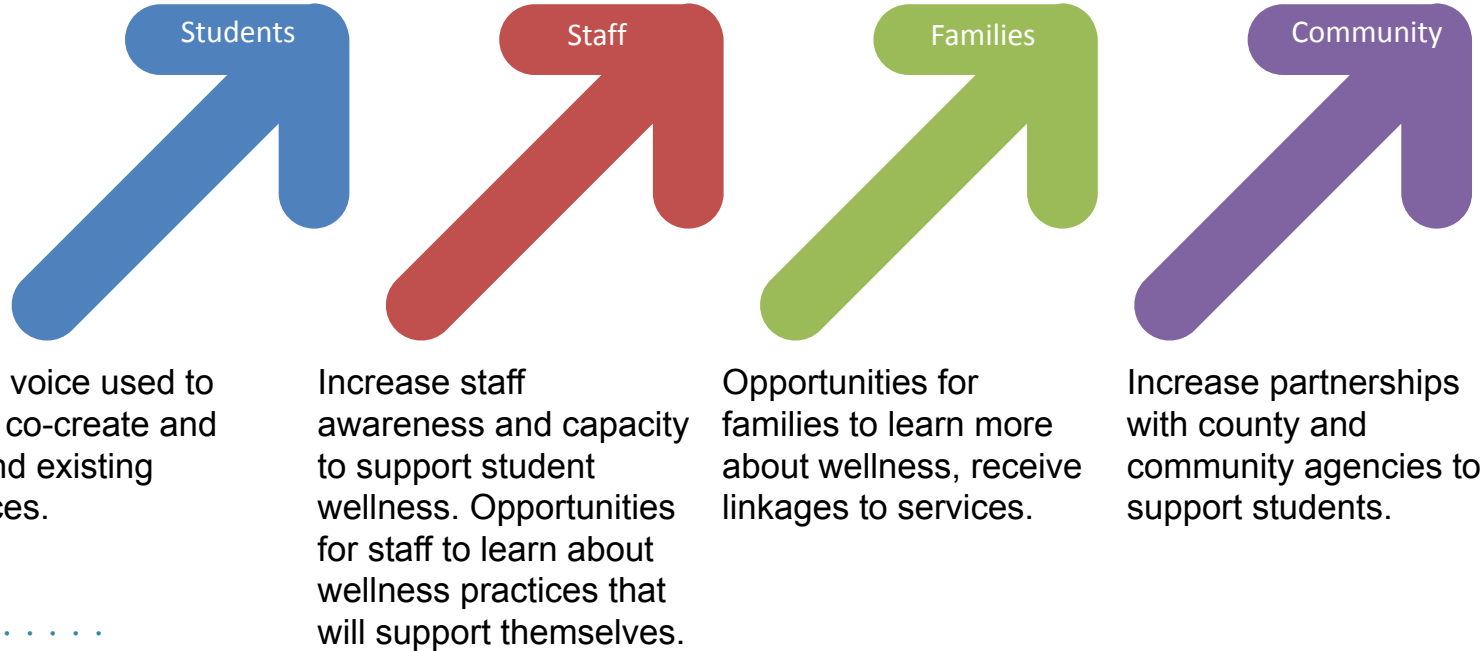 Students
Staff
Families
Community
voice used to
co-create and
existing
Increase staff
awareness and capacity
to support student
wellness. Opportunities
for staff to learn about
wellness practices that
will support themselves.
Opportunities for
families to learn more
about wellness, receive
linkages to services.
Increase partnerships
with county and
community agencies to
support students.